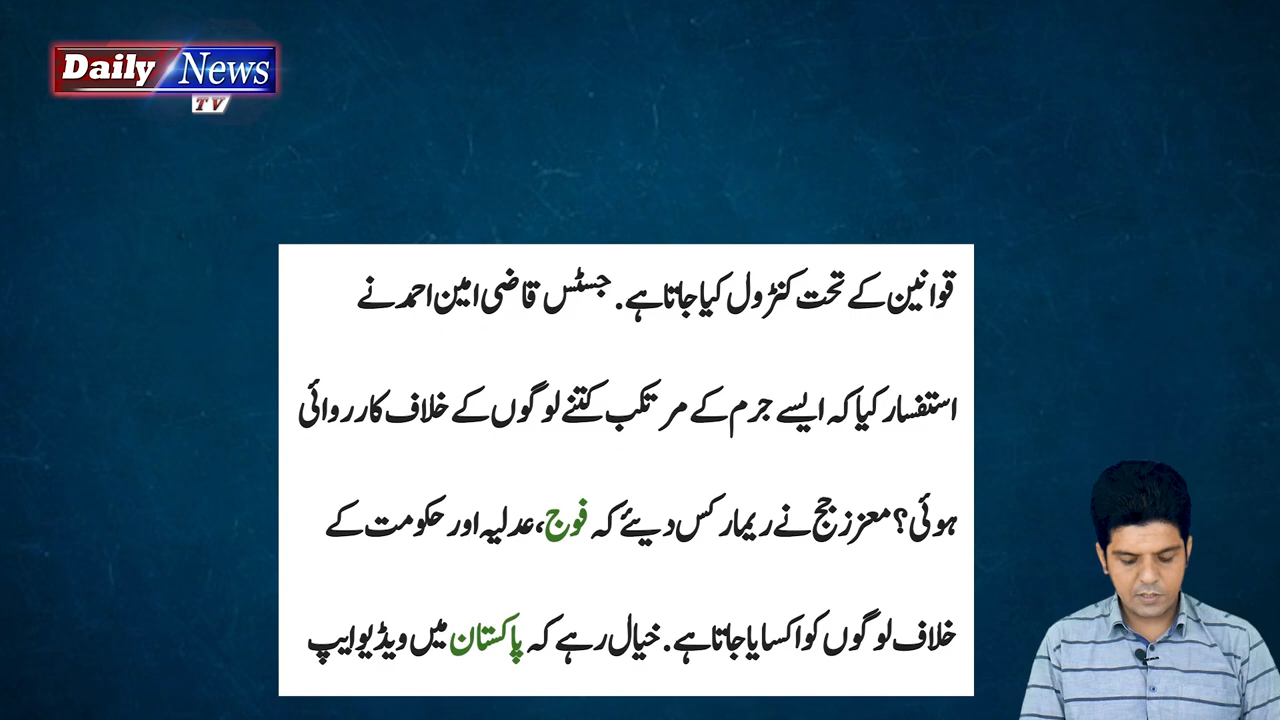 Daily News
TV
قوانین کے تحت کنٹرول کیا جاتا ہے. جسٹس قاضی امین احمد نے
استفسار کیا کہ ایسے جرم کے مرتکب کتنے لوگوں کے خلاف کارروائی
ہوئی؟ معزز جج نے ریمارکس دیئے کہ فوج، عدلیہ اور حکومت کے
خلاف لوگوں کو اکسایا جاتا ہے. خیال رہے کہ پاکستان میں ویڈیو ایپ